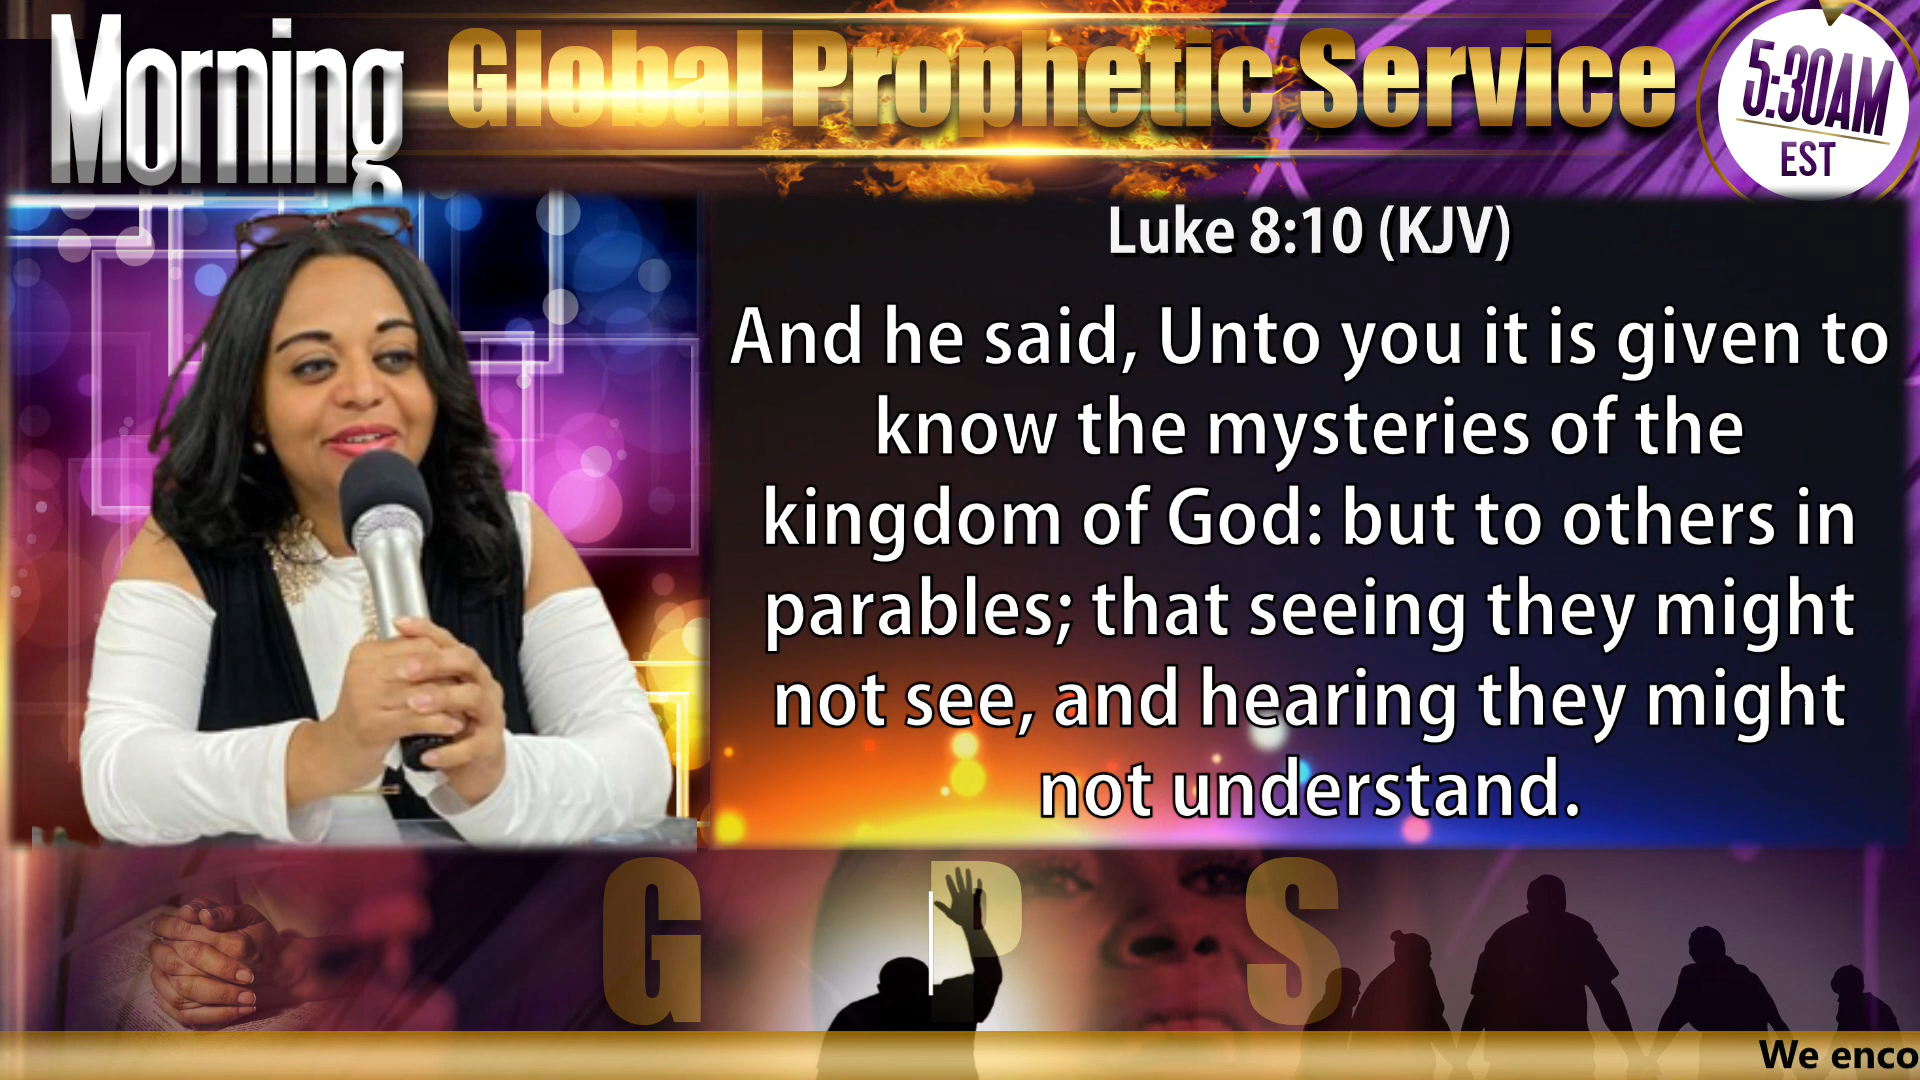 Morning
Global Prophetic Service
5:30AM
EST
Luke 8:10 (KJV)
And he said, Unto you it is given to
know the mysteries of the
kingdom of God: but to others in
parables; that seeing they might
not see, and hearing they might
not understand.
G P S
We enco